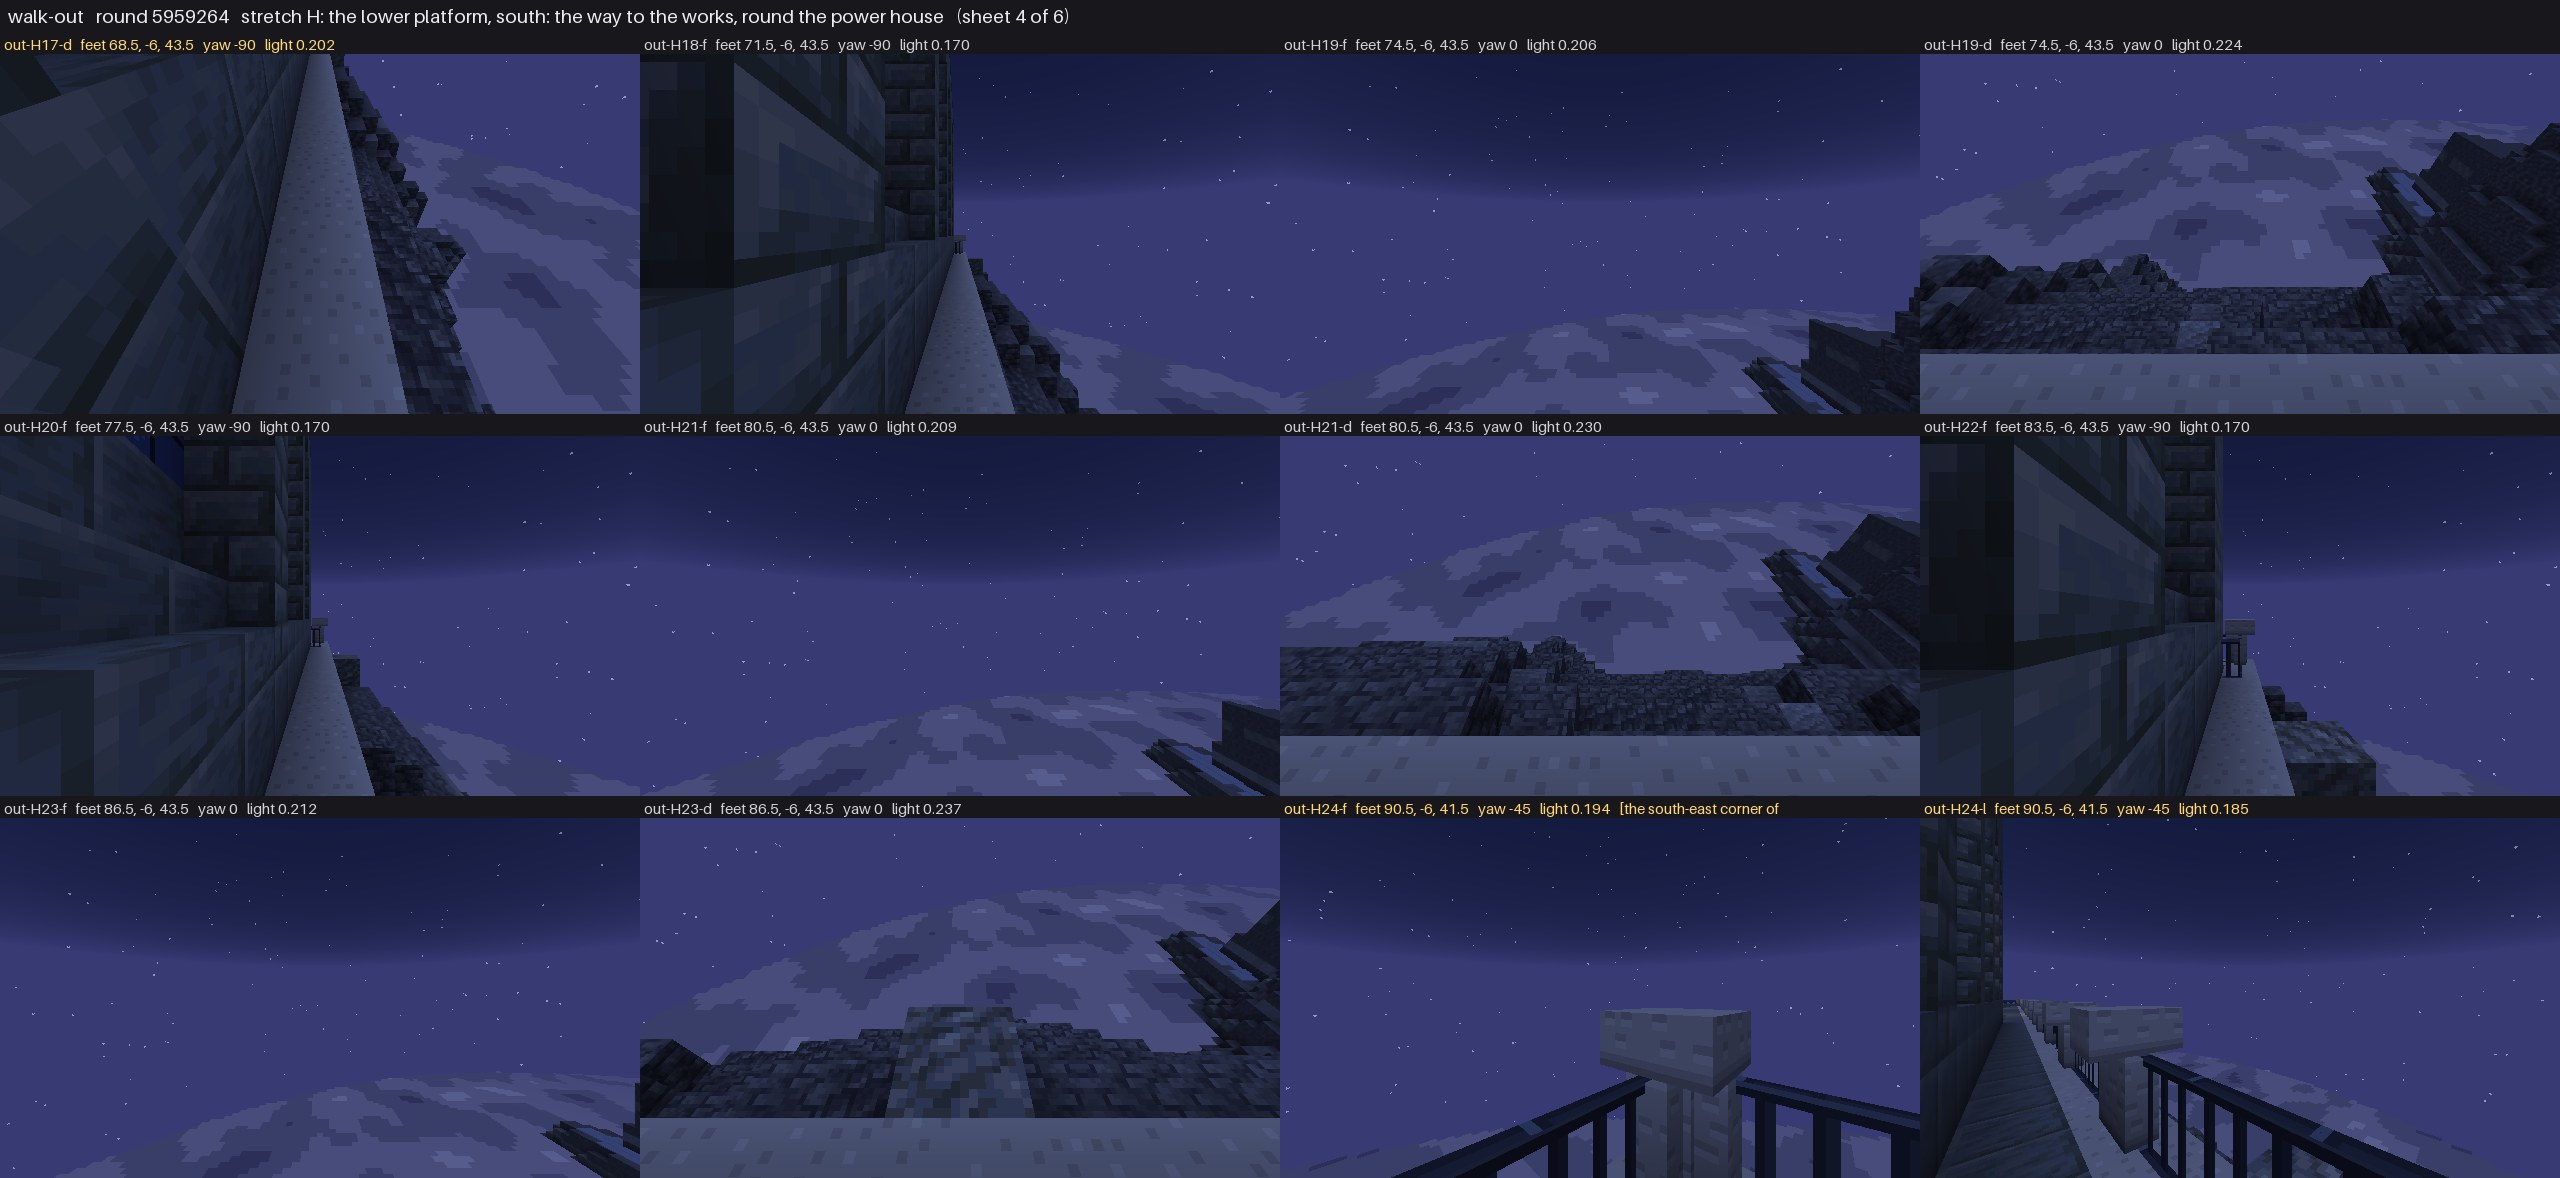 walk-out round 5959264 stretch H: the lower platform, south: the way to the works, round the power house (sheet 4 of 6)
out-H17-d feet 68.5, -6, 43.5 yaw -90 light 0.202
out-H18-f feet 71.5, -6, 43.5 yaw -90 light 0.170
out-H19-f feet 74.5, -6, 43.5 yaw 0 light 0.206
out-H19-d feet 74.5, -6, 43.5 yaw 0 light 0.224
out-H20-f feet 77.5, -6, 43.5 yaw -90 light 0.170
out-H21-f feet 80.5, -6, 43.5 yaw 0 light 0.209
out-H21-d feet 80.5, -6, 43.5 yaw 0 light 0.230
out-H22-f feet 83.5, -6, 43.5 yaw -90 light 0.170
out-H23-f feet 86.5, -6, 43.5 yaw 0 light 0.212
out-H23-d feet 86.5, -6, 43.5 yaw 0 light 0.237
out-H24-f feet 90.5, -6, 41.5 yaw -45 light 0.194 [the south-east corner of
out-H24-l feet 90.5, -6, 41.5 yaw -45 light 0.185